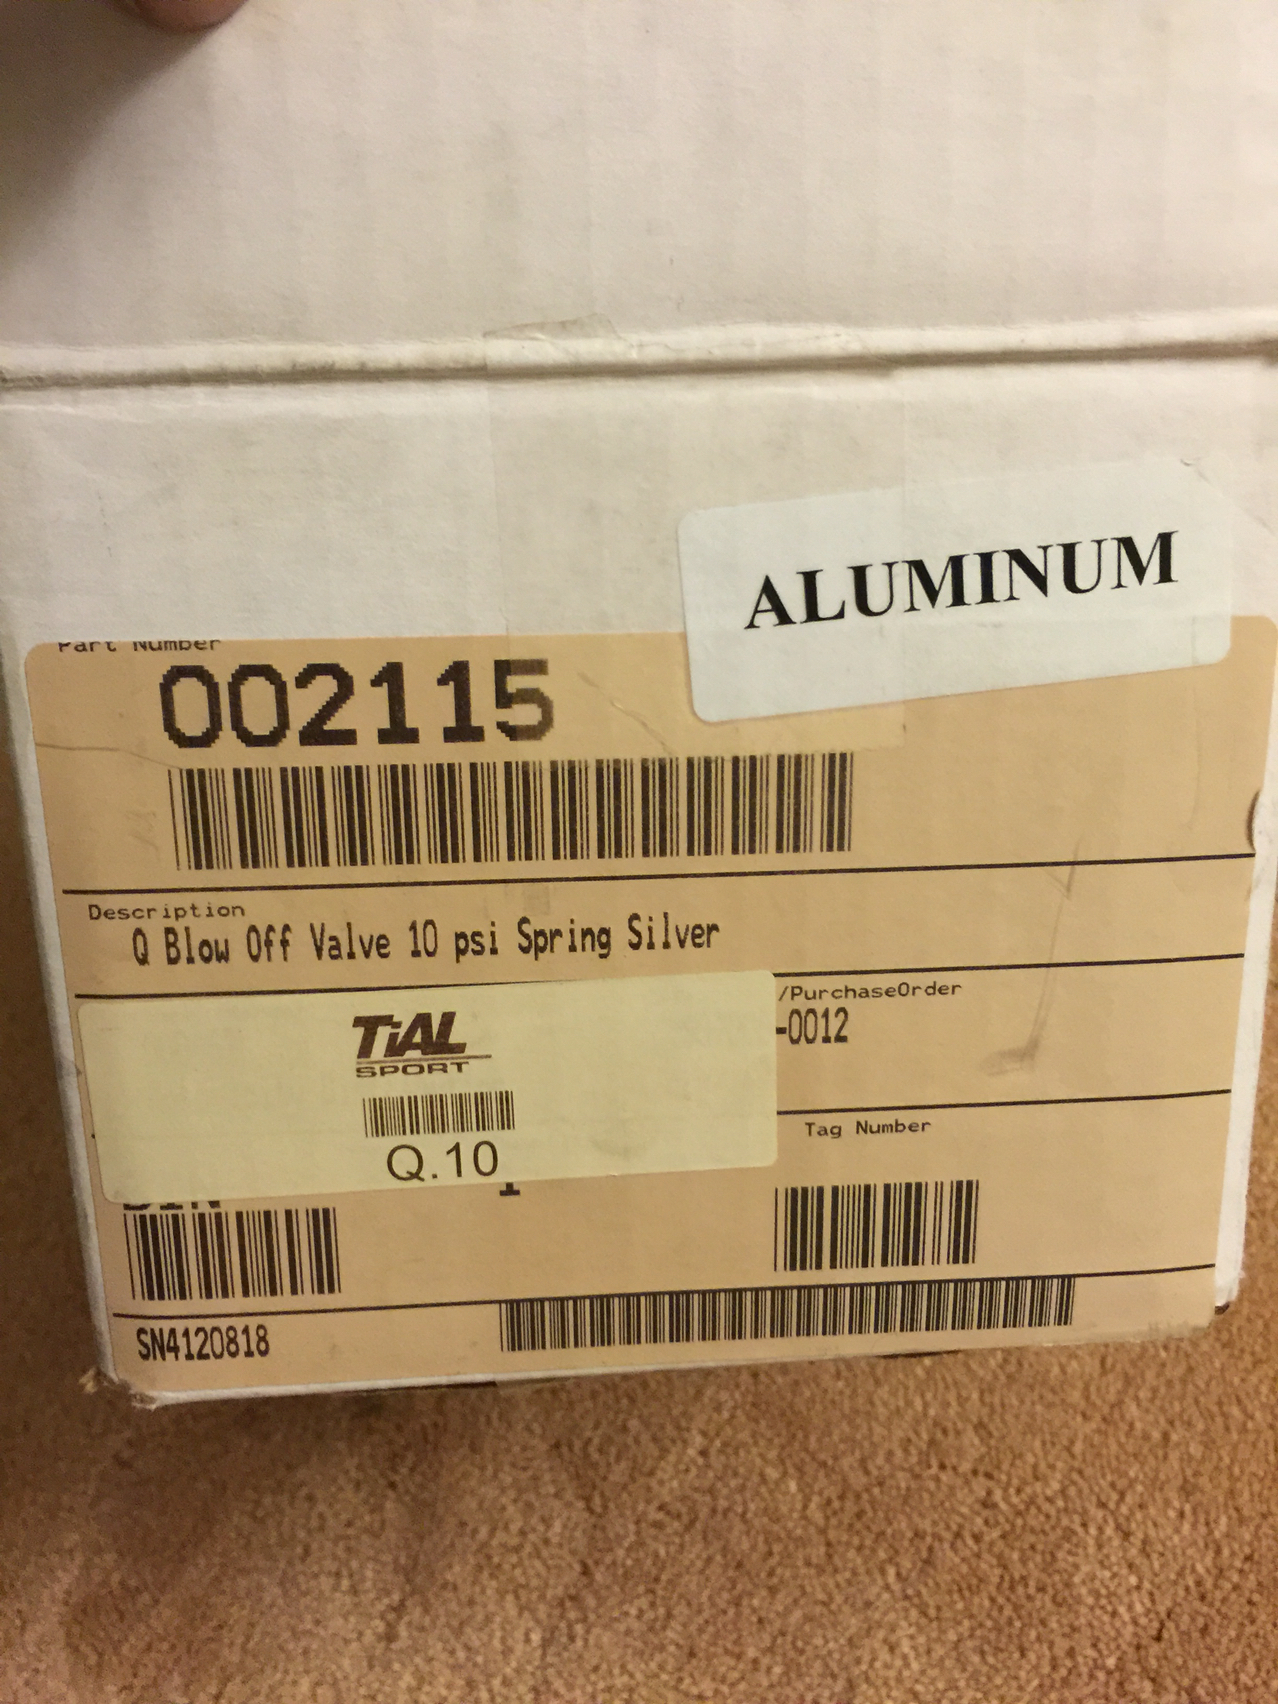 ALUMINUM
Part Number
002115
Description
Q Blow Off Valve 10 psi Spring Silver
/PurchaseOrder
-0012
TiAL
SPORT
Q.10
Tag Number
SN4120818